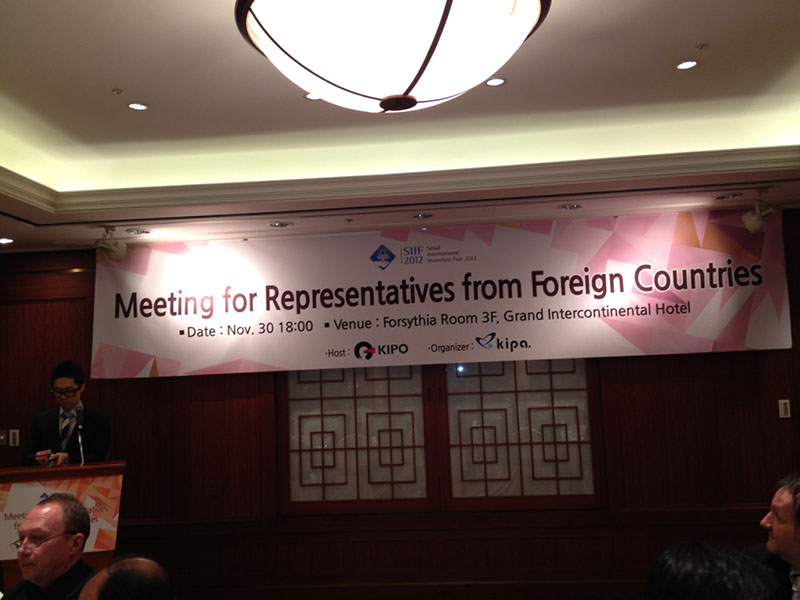 SIIF
2012
Seoul
International
Invention Fair 2012
Meeting for Representatives from Foreign Countries
▪Date : Nov. 30 18:00 ▪Venue : Forsythia Room 3F, Grand Intercontinental Hotel
·Host : KIPO ·Organizer : kipa.